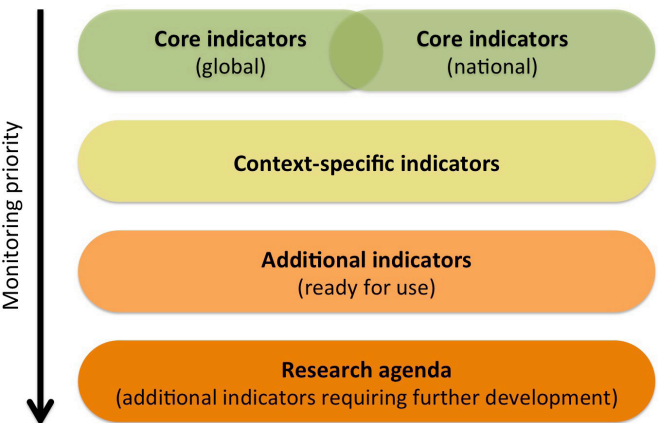 Monitoring priority
Core indicators
(global)
Core indicators
(national)
Context-specific indicators
Additional indicators
(ready for use)
Research agenda
(additional indicators requiring further development)